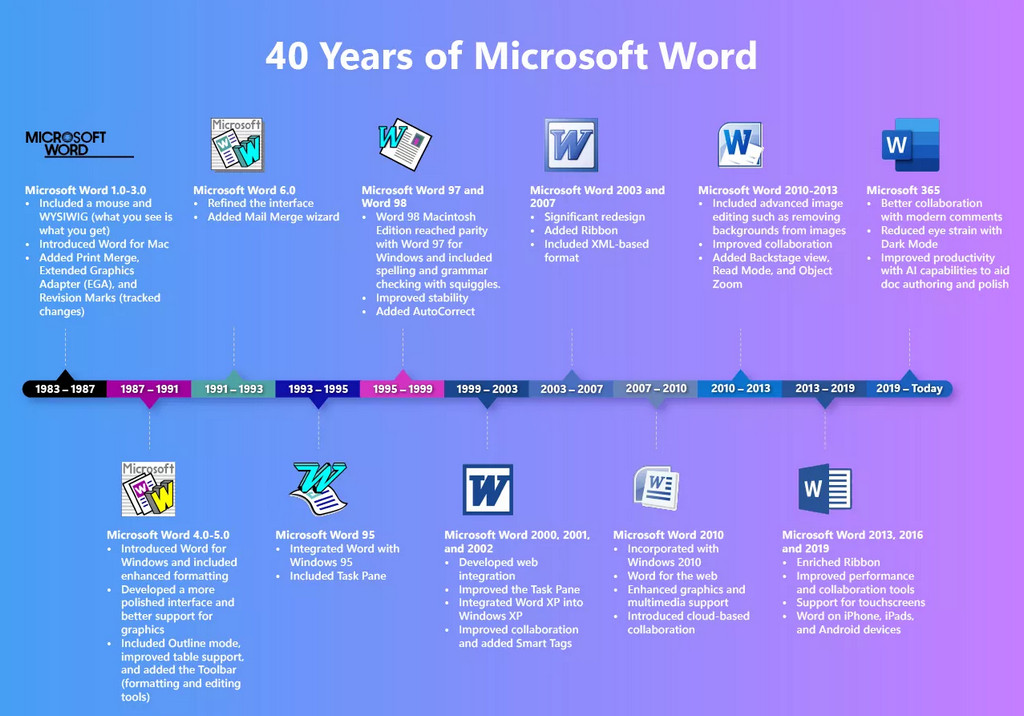 40 Years of Microsoft Word
MICROSOFT
WORD
Microsoft Word 1.0-3.0
• Included a mouse and
WYSIWIG (what you see is
what you get)
• Introduced Word for Mac
• Added Print Merge,
Extended Graphics
Adapter (EGA), and
Revision Marks (tracked
changes)
Microsoft
W
Microsoft Word 6.0
• Refined the interface
• Added Mail Merge wizard
W
Microsoft Word 97 and
Word 98
• Word 98 Macintosh
Edition reached parity
with Word 97 for
Windows and included
spelling and grammar
checking with squiggles.
• Improved stability
• Added AutoCorrect
W
Microsoft Word 2003 and
2007
• Significant redesign
• Added Ribbon
• Included XML-based
format
W
Microsoft Word 2010-2013
• Included advanced image
editing such as removing
backgrounds from images
• Improved collaboration
• Added Backstage view,
Read Mode, and Object
Zoom
W
Microsoft 365
• Better collaboration
with modern comments
• Reduced eye strain with
Dark Mode
• Improved productivity
with AI capabilities to aid
doc authoring and polish
1983 – 1987
1987 – 1991
1991 – 1993
1993 – 1995
1995 – 1999
1999 – 2003
2003 – 2007
2007 – 2010
2010 – 2013
2013 – 2019
2019 – Today
Microsoft
W
Microsoft Word 4.0-5.0
• Introduced Word for
Windows and included
enhanced formatting
• Developed a more
polished interface and
better support for
graphics
• Included Outline mode,
improved table support,
and added the Toolbar
(formatting and editing
tools)
W
Microsoft Word 95
• Integrated Word with
Windows 95
• Included Task Pane
W
Microsoft Word 2000, 2001,
and 2002
• Developed web
integration
• Improved the Task Pane
• Integrated Word XP into
Windows XP
• Improved collaboration
and added Smart Tags
W
Microsoft Word 2010
• Incorporated with
Windows 2010
• Word for the web
• Enhanced graphics and
multimedia support
• Introduced cloud-based
collaboration
W
Microsoft Word 2013, 2016
and 2019
• Enriched Ribbon
• Improved performance
and collaboration tools
• Support for touchscreens
• Word on iPhone, iPads,
and Android devices